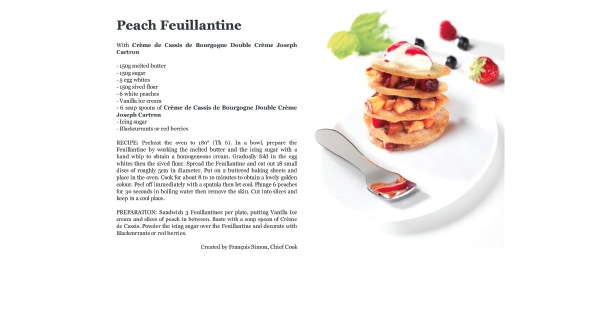 Peach Feuillantine
With Crème de Cassis de Bourgogne Double Crème Joseph
Cartron
- 150g melted butter
- 150g sugar
- 5 egg whites
- 150g sived flour
- 6 white peaches
- Vanilla ice cream
- 6 soup spoons of Crème de Cassis de Bourgogne Double Crème
Joseph Cartron
- Icing sugar
- Blackcurrants or red berries
RECIPE: Preheat the oven to 180° (Th 6). In a bowl, prepare the
Feuillantine by working the melted butter and the icing sugar with a
hand whip to obtain a homogeneous cream. Gradually fold in the egg
whites then the sived flour. Spread the Feuillantine and cut out 18 small
discs of roughly 5cm in diameter. Put on 2 buttered baking sheets and
place in the oven. Cook for about 8 to 10 minutes to obtain a lovely golden
colour. Peel off immediately with a spatula then let cool. Plunge 6 peaches
for 30 seconds in boiling water then remove the skin. Cut into slices and
keep in a cool place.
PREPARATION: Sandwich 3 Feuillantines per plate, putting Vanilla Ice
cream and slices of peach in between. Baste with a soup spoon of Crème
de Cassis. Powder the icing sugar over the Feuillantine and decorate with
Blackcurrants or red berries.
Created by François Simon, Chief Cook